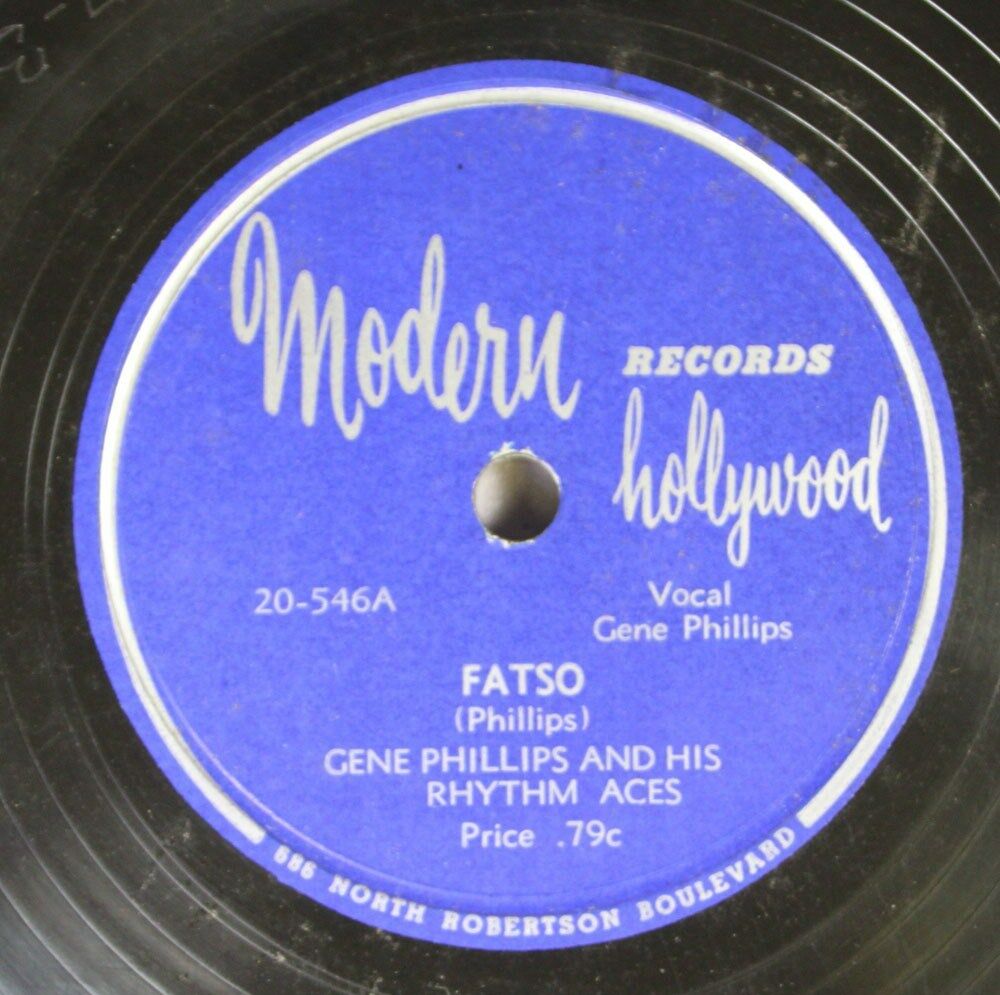 Modern RECORDS
hollywood
20-546A
Vocal
Gene Phillips
FATSO
(Phillips)
GENE PHILLIPS AND HIS
RHYTHM ACES
Price .79c
686 NORTH ROBERTSON BOULEVARD